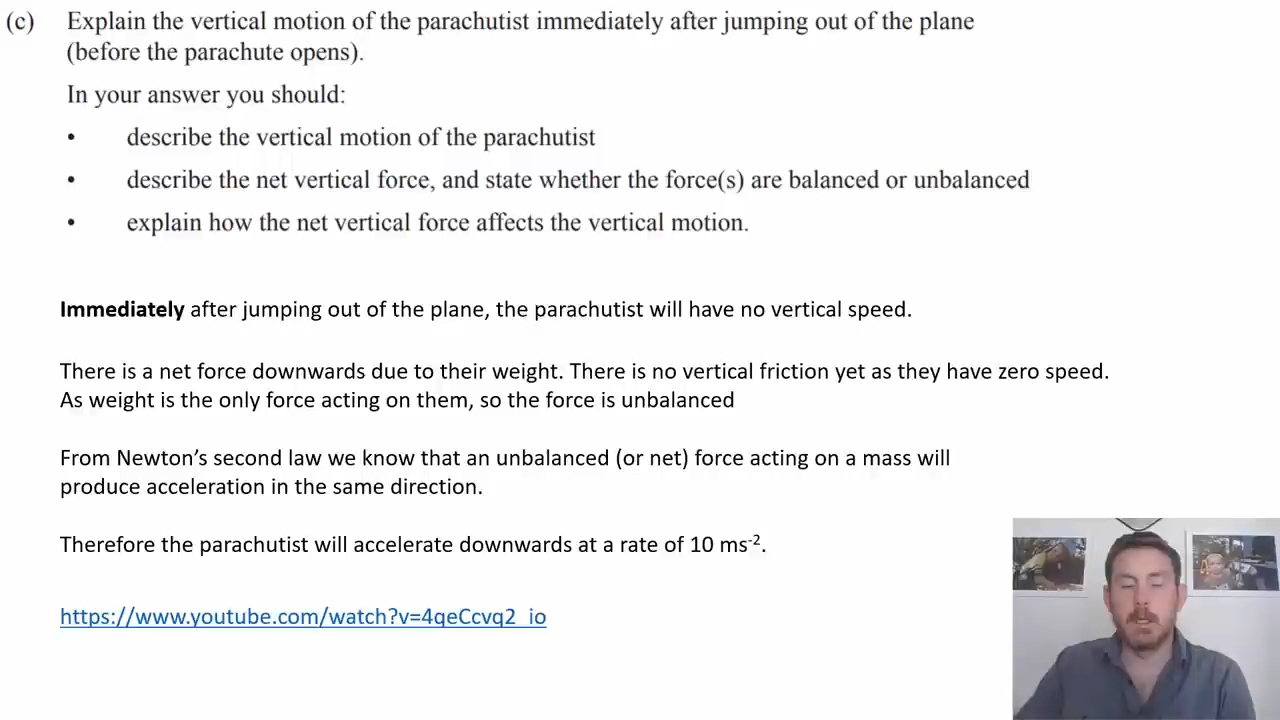 (c) Explain the vertical motion of the parachutist immediately after jumping out of the plane
(before the parachute opens).
In your answer you should:
• describe the vertical motion of the parachutist
• describe the net vertical force, and state whether the force(s) are balanced or unbalanced
• explain how the net vertical force affects the vertical motion.
Immediately after jumping out of the plane, the parachutist will have no vertical speed.
There is a net force downwards due to their weight. There is no vertical friction yet as they have zero speed.
As weight is the only force acting on them, so the force is unbalanced
From Newton’s second law we know that an unbalanced (or net) force acting on a mass will
produce acceleration in the same direction.
Therefore the parachutist will accelerate downwards at a rate of 10 ms⁻².
https://www.youtube.com/watch?v=4qeCcvq2_io